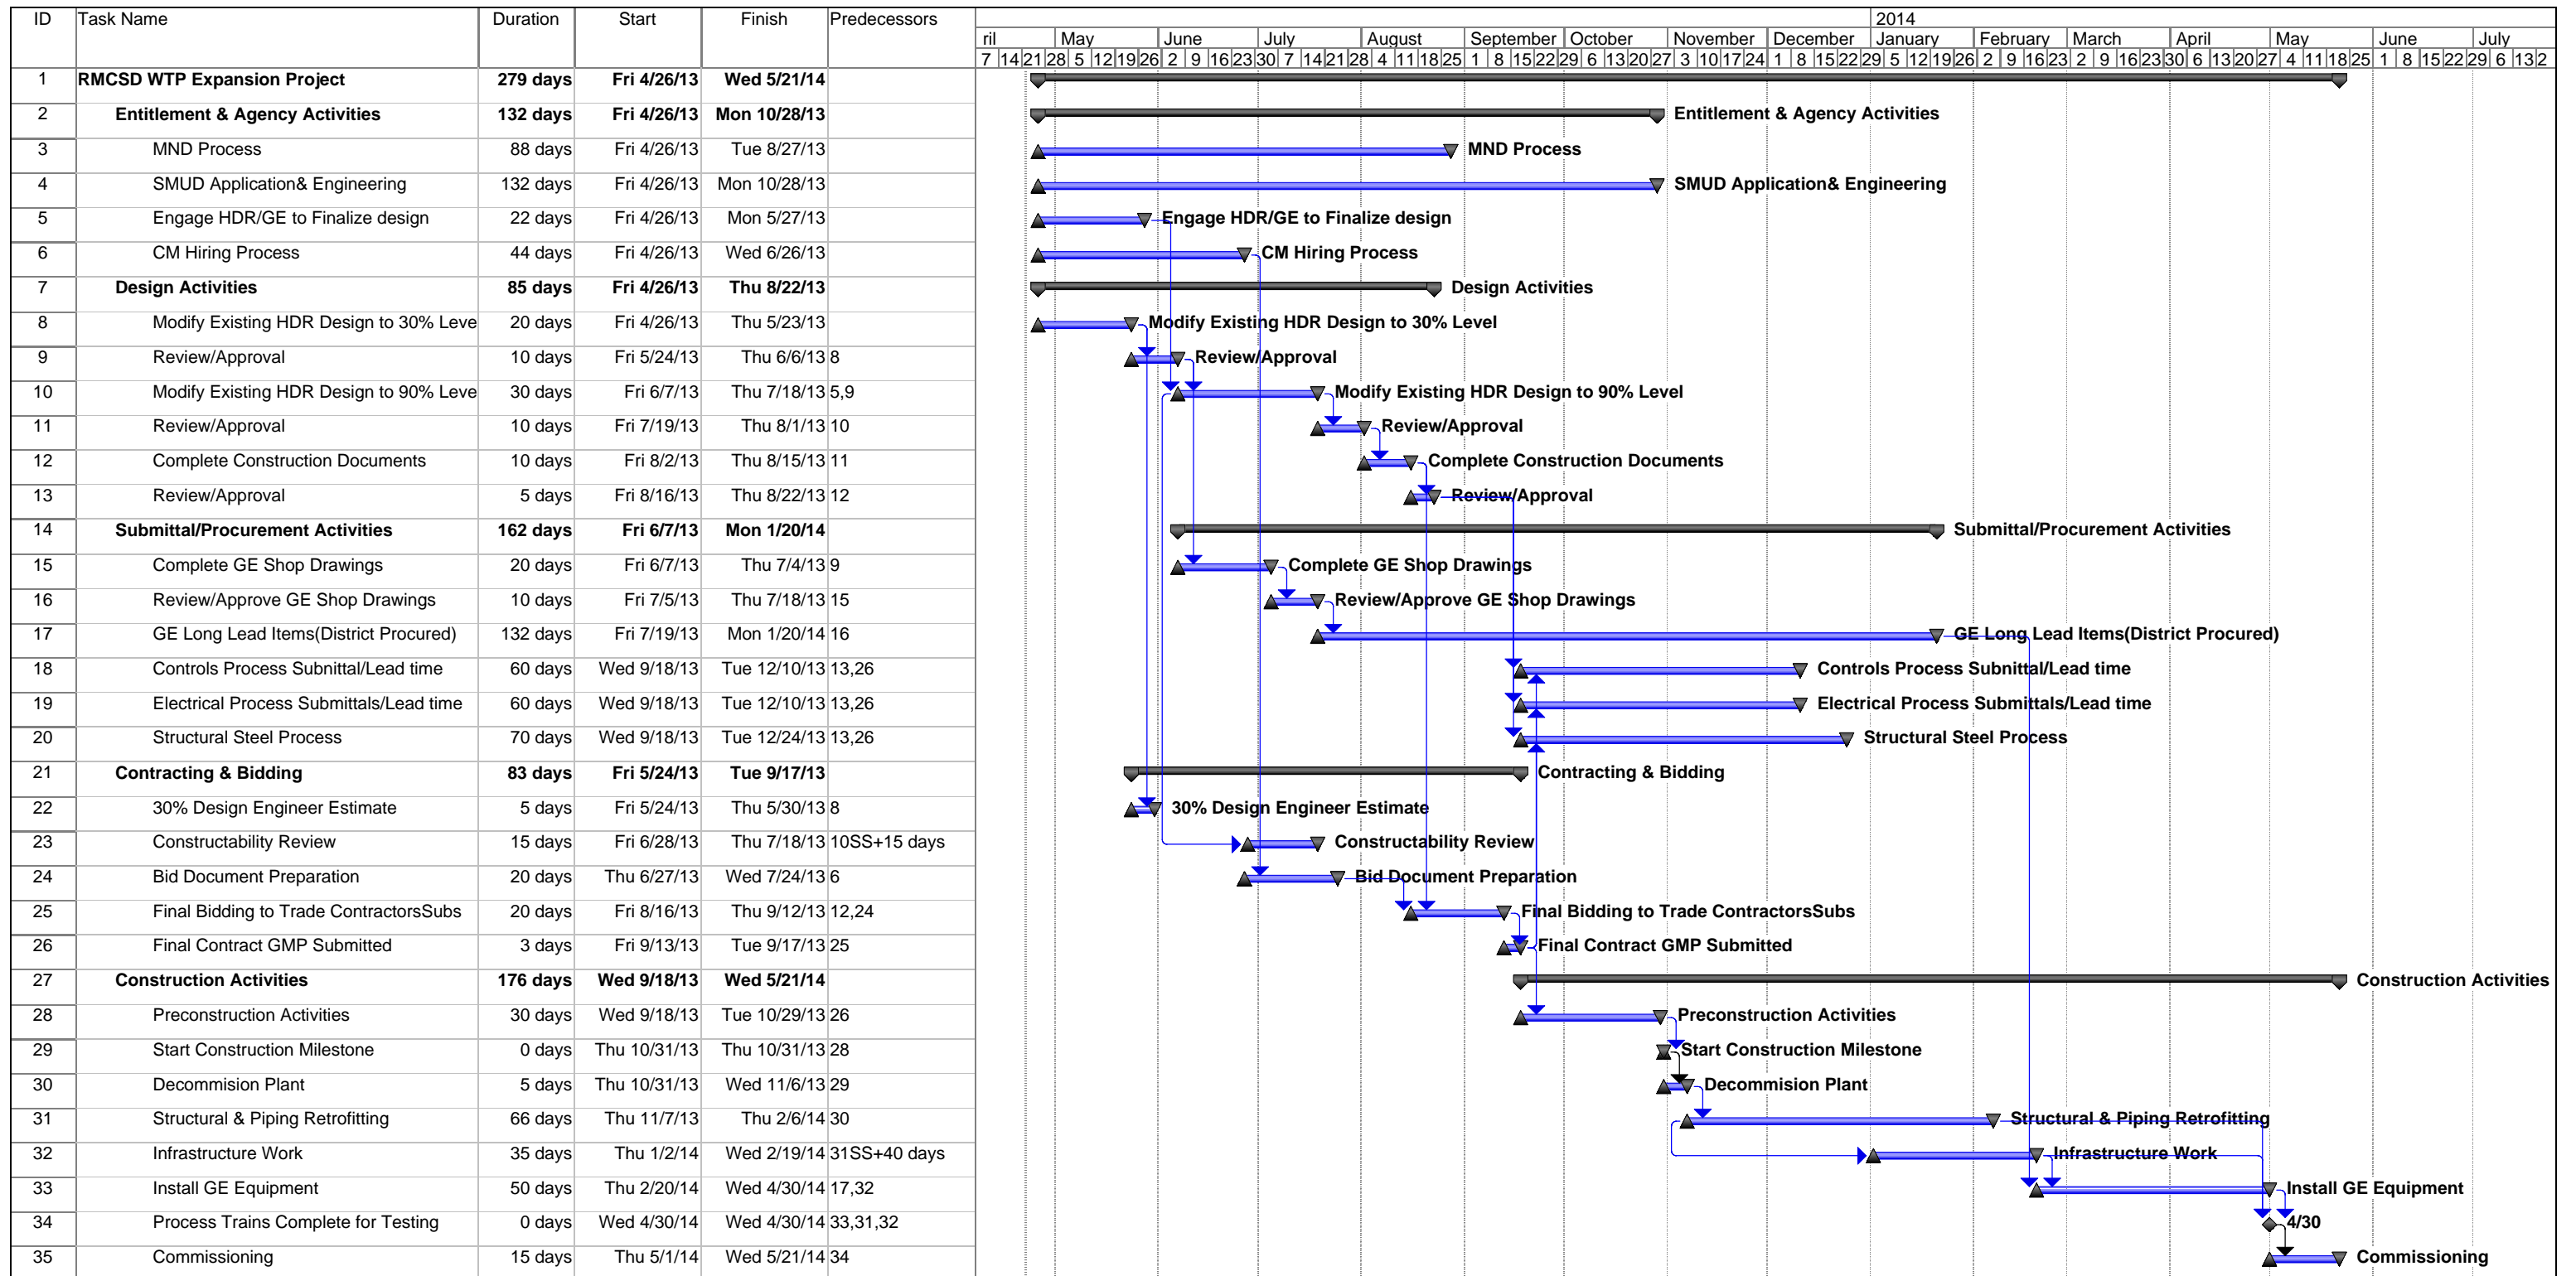 ID Task Name Duration Start Finish Predecessors
2014
ril May June July August September October November December January February March April May June July
7 14 21 28 5 12 19 26 2 9 16 23 30 7 14 21 28 4 11 18 25 1 8 15 22 29 6 13 20 27 3 10 17 24 1 8 15 22 29 5 12 19 26 2 9 16 23 2 9 16 23 30 6 13 20 27 4 11 18 25 1 8 15 22 29 6 13 2
1 RMCSD WTP Expansion Project 279 days Fri 4/26/13 Wed 5/21/14
2 Entitlement & Agency Activities 132 days Fri 4/26/13 Mon 10/28/13 Entitlement & Agency Activities
3 MND Process 88 days Fri 4/26/13 Tue 8/27/13 MND Process
4 SMUD Application& Engineering 132 days Fri 4/26/13 Mon 10/28/13 SMUD Application& Engineering
5 Engage HDR/GE to Finalize design 22 days Fri 4/26/13 Mon 5/27/13 Engage HDR/GE to Finalize design
6 CM Hiring Process 44 days Fri 4/26/13 Wed 6/26/13 CM Hiring Process
7 Design Activities 85 days Fri 4/26/13 Thu 8/22/13 Design Activities
8 Modify Existing HDR Design to 30% Leve 20 days Fri 4/26/13 Thu 5/23/13 Modify Existing HDR Design to 30% Level
9 Review/Approval 10 days Fri 5/24/13 Thu 6/6/13 8 Review/Approval
10 Modify Existing HDR Design to 90% Leve 30 days Fri 6/7/13 Thu 7/18/13 5,9 Modify Existing HDR Design to 90% Level
11 Review/Approval 10 days Fri 7/19/13 Thu 8/1/13 10 Review/Approval
12 Complete Construction Documents 10 days Fri 8/2/13 Thu 8/15/13 11 Complete Construction Documents
13 Review/Approval 5 days Fri 8/16/13 Thu 8/22/13 12 Review/Approval
14 Submittal/Procurement Activities 162 days Fri 6/7/13 Mon 1/20/14 Submittal/Procurement Activities
15 Complete GE Shop Drawings 20 days Fri 6/7/13 Thu 7/4/13 9 Complete GE Shop Drawings
16 Review/Approve GE Shop Drawings 10 days Fri 7/5/13 Thu 7/18/13 15 Review/Approve GE Shop Drawings
17 GE Long Lead Items(District Procured) 132 days Fri 7/19/13 Mon 1/20/14 16 GE Long Lead Items(District Procured)
18 Controls Process Subnittal/Lead time 60 days Wed 9/18/13 Tue 12/10/13 13,26 Controls Process Subnittal/Lead time
19 Electrical Process Submittals/Lead time 60 days Wed 9/18/13 Tue 12/10/13 13,26 Electrical Process Submittals/Lead time
20 Structural Steel Process 70 days Wed 9/18/13 Tue 12/24/13 13,26 Structural Steel Process
21 Contracting & Bidding 83 days Fri 5/24/13 Tue 9/17/13 Contracting & Bidding
22 30% Design Engineer Estimate 5 days Fri 5/24/13 Thu 5/30/13 8 30% Design Engineer Estimate
23 Constructability Review 15 days Fri 6/28/13 Thu 7/18/13 10SS+15 days Constructability Review
24 Bid Document Preparation 20 days Thu 6/27/13 Wed 7/24/13 6 Bid Document Preparation
25 Final Bidding to Trade ContractorsSubs 20 days Fri 8/16/13 Thu 9/12/13 12,24 Final Bidding to Trade ContractorsSubs
26 Final Contract GMP Submitted 3 days Fri 9/13/13 Tue 9/17/13 25 Final Contract GMP Submitted
27 Construction Activities 176 days Wed 9/18/13 Wed 5/21/14 Construction Activities
28 Preconstruction Activities 30 days Wed 9/18/13 Tue 10/29/13 26 Preconstruction Activities
29 Start Construction Milestone 0 days Thu 10/31/13 Thu 10/31/13 28 Start Construction Milestone
30 Decommision Plant 5 days Thu 10/31/13 Wed 11/6/13 29 Decommision Plant
31 Structural & Piping Retrofitting 66 days Thu 11/7/13 Thu 2/6/14 30 Structural & Piping Retrofitting
32 Infrastructure Work 35 days Thu 1/2/14 Wed 2/19/14 31SS+40 days Infrastructure Work
33 Install GE Equipment 50 days Thu 2/20/14 Wed 4/30/14 17,32 Install GE Equipment
34 Process Trains Complete for Testing 0 days Wed 4/30/14 Wed 4/30/14 33,31,32 4/30
35 Commissioning 15 days Thu 5/1/14 Wed 5/21/14 34 Commissioning